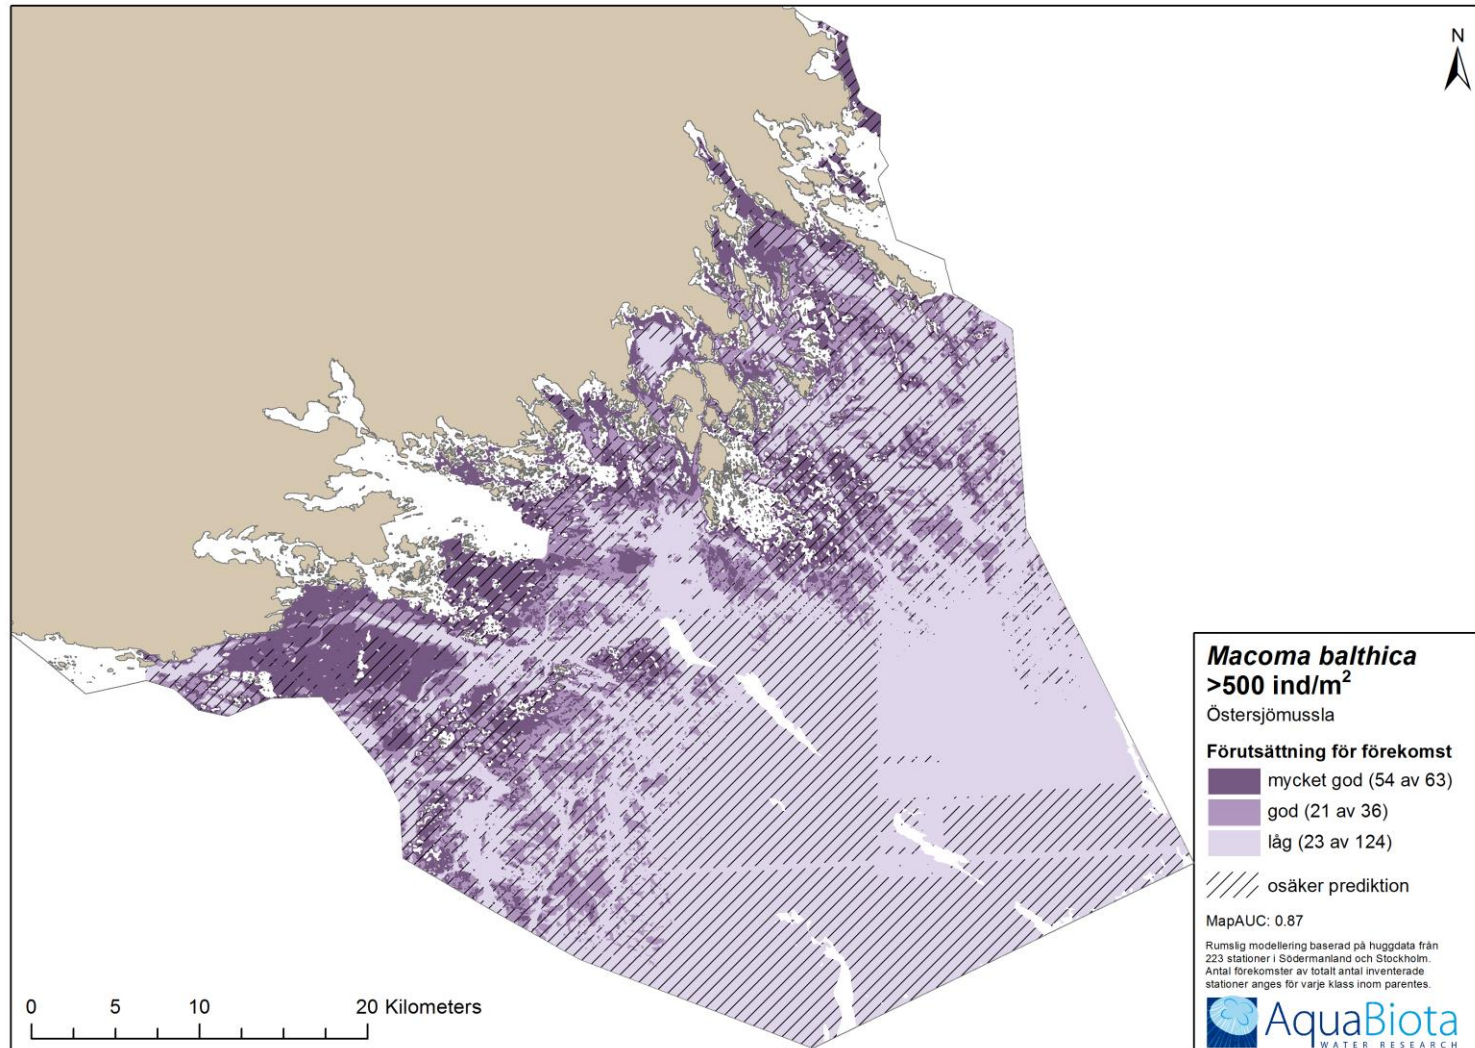 N
Macoma balthica
>500 ind/m²
Östersjömussla
Förutsättning för förekomst
mycket god (54 av 63)
god (21 av 36)
låg (23 av 124)
osäker prediktion
MapAUC: 0.87
Rumslig modellering baserad på huggdata från
223 stationer i Södermanland och Stockholm.
Antal förekomster av totalt antal inventerade
stationer anges för varje klass inom parentes.
AquaBiota
WATER RESEARCH
0 5 10 20 Kilometers